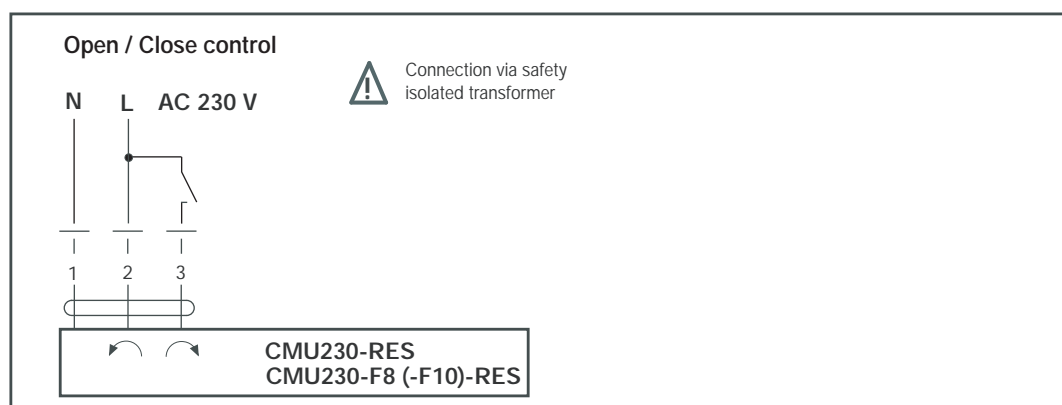 Open / Close control
Connection via safety
isolated transformer
N L AC 230 V
1 2 3
CMU230-RES
CMU230-F8 (-F10)-RES